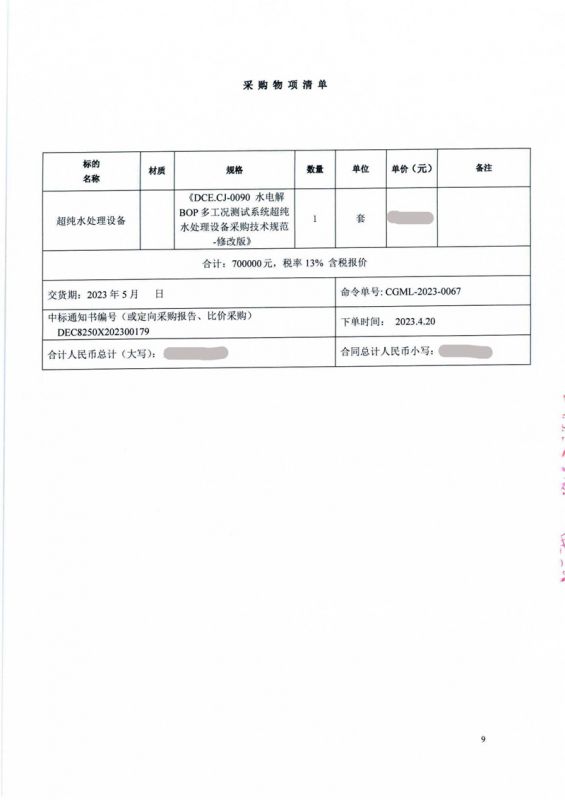 采购物项清单
标的
名称
材质
规格
数量
单位
单价（元）
备注
超纯水处理设备
《DCE.CJ-0090 水电解
BOP多工况测试系统超纯
水处理设备采购技术规范
-修改版》
1
套
合计：700000元，税率13% 含税报价
交货期：2023年5月 日
命令单号: CGML-2023-0067
中标通知书编号（或定向采购报告、比价采购）
DEC8250X202300179
下单时间： 2023.4.20
合计人民币总计（大写）:
合同总计人民币小写:
9